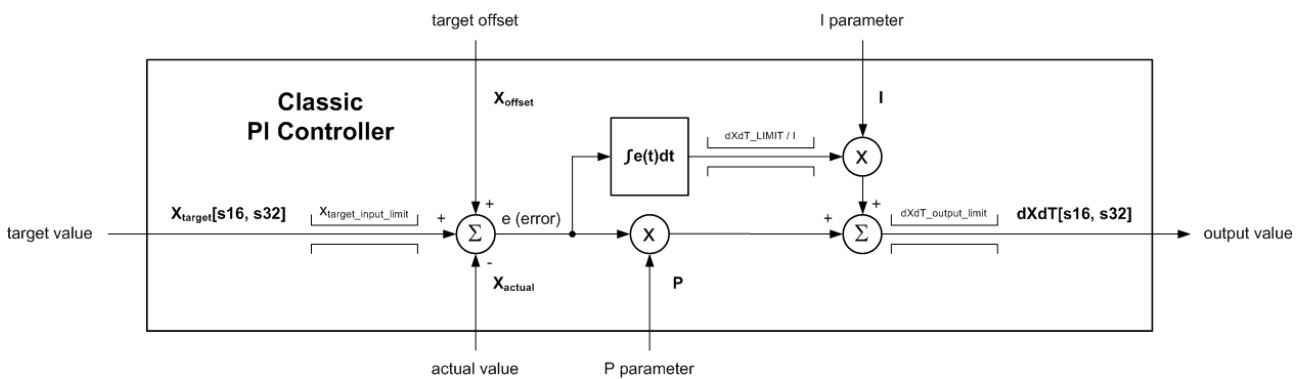 target offset
I parameter
Classic
PI Controller
Xoffset
I
dXdT_LIMIT / I
∫e(t)dt
X
Xtarget[s16, s32]
Xtarget_input_limit
+
+
e (error)
+
+
dXdT_output_limit
dXdT[s16, s32]
target value
Σ
X
Σ
output value
-
Xactual
P
actual value
P parameter